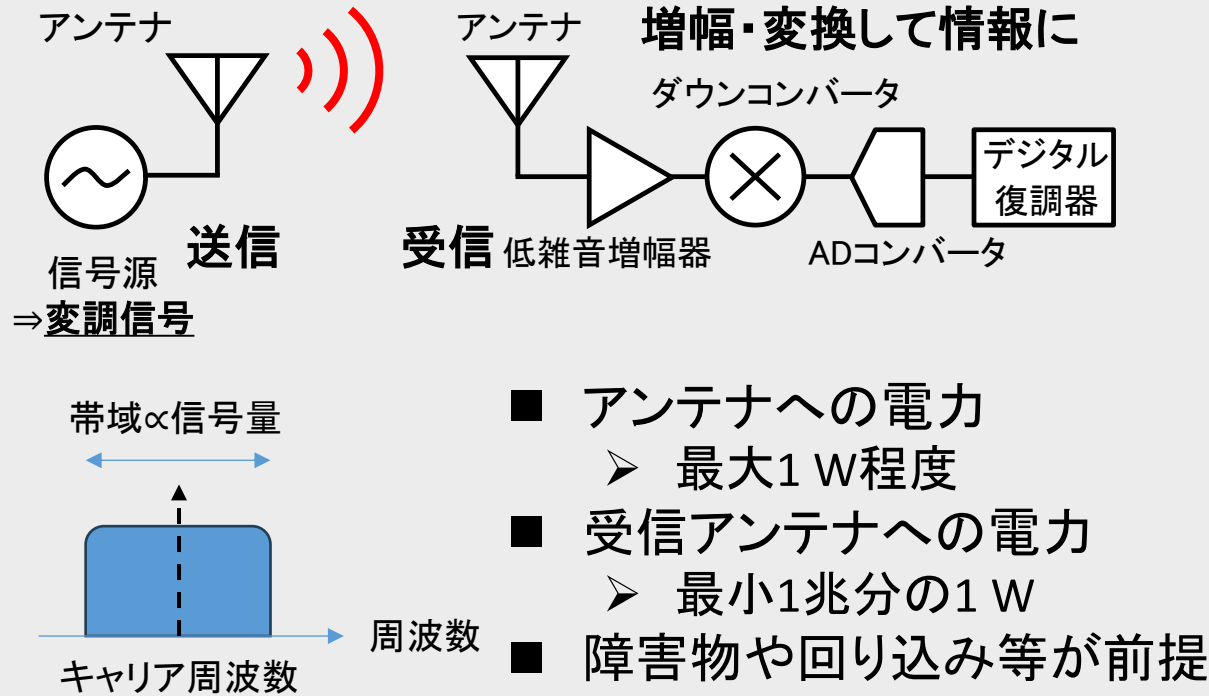 アンテナ
アンテナ
増幅・変換して情報に
ダウンコンバータ
デジタル
復調器
送信
受信
低雑音増幅器
ADコンバータ
信号源
⇒変調信号
帯域∝信号量
周波数
キャリア周波数
■ アンテナへの電力
➢ 最大1 W程度
■ 受信アンテナへの電力
➢ 最小1兆分の1 W
■ 障害物や回り込み等が前提